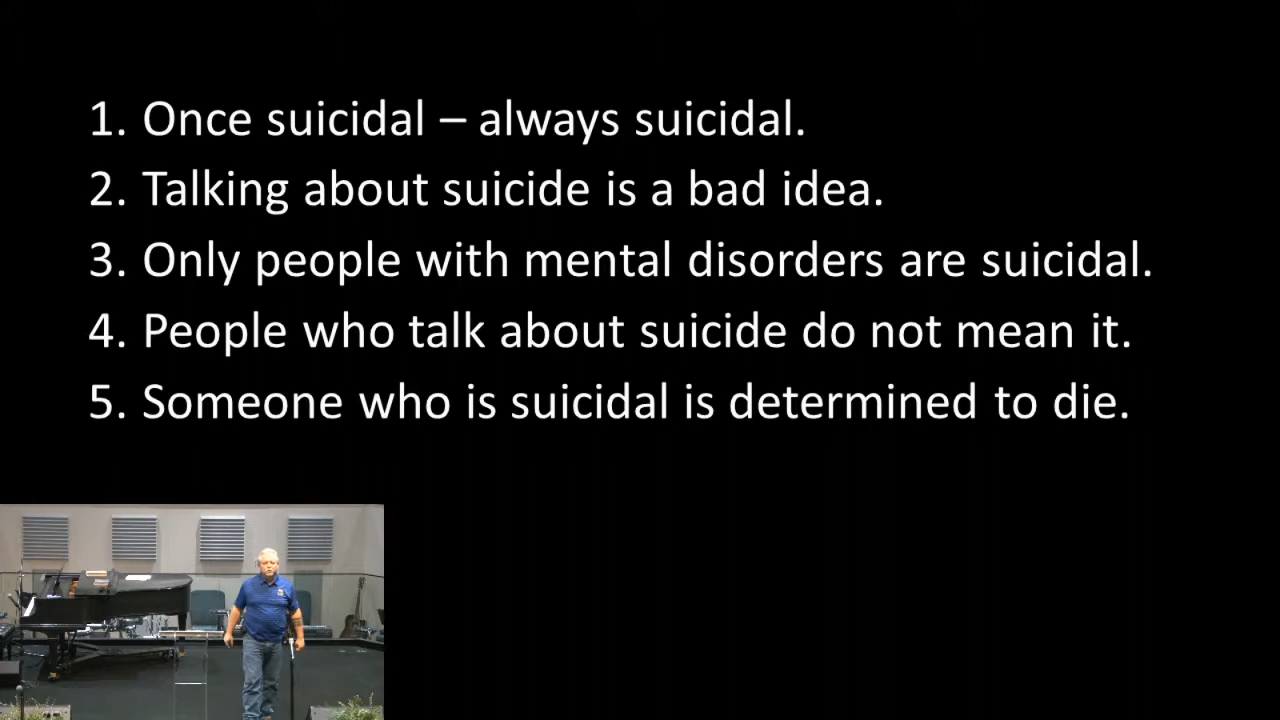 1. Once suicidal – always suicidal.
2. Talking about suicide is a bad idea.
3. Only people with mental disorders are suicidal.
4. People who talk about suicide do not mean it.
5. Someone who is suicidal is determined to die.